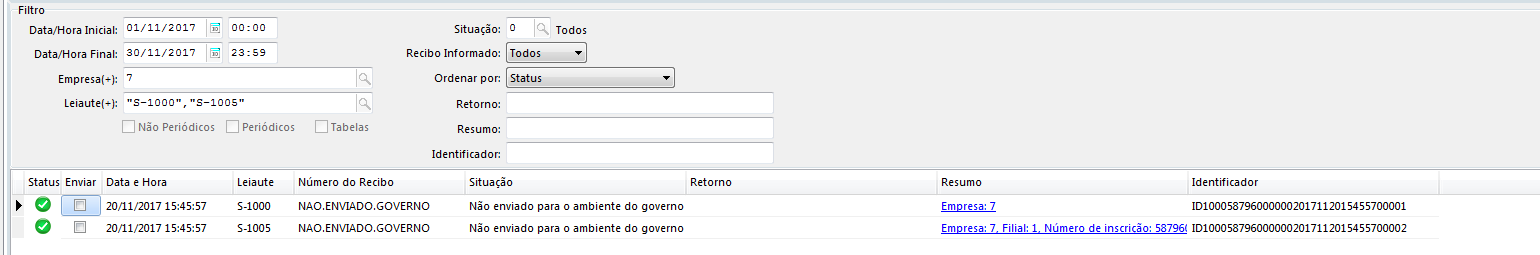 Filtro
Data/Hora Inicial: 01/11/2017 00:00 Situação: 0 Todos
Data/Hora Final: 30/11/2017 23:59 Recibo Informado: Todos
Empresa(+): 7 Ordenar por: Status
Leiaute(+): "S-1000","S-1005" Retorno:
Não Periódicos Periódicos Tabelas Resumo:
Identificador:
Status Enviar Data e Hora Leiaute Número do Recibo Situação Retorno Resumo Identificador
20/11/2017 15:45:57 S-1000 NAO.ENVIADO.GOVERNO Não enviado para o ambiente do governo Empresa: 7 ID1000587960000002017112015455700001
20/11/2017 15:45:57 S-1005 NAO.ENVIADO.GOVERNO Não enviado para o ambiente do governo Empresa: 7, Filial: 1, Número de inscrição: 58796 ID1000587960000002017112015455700002